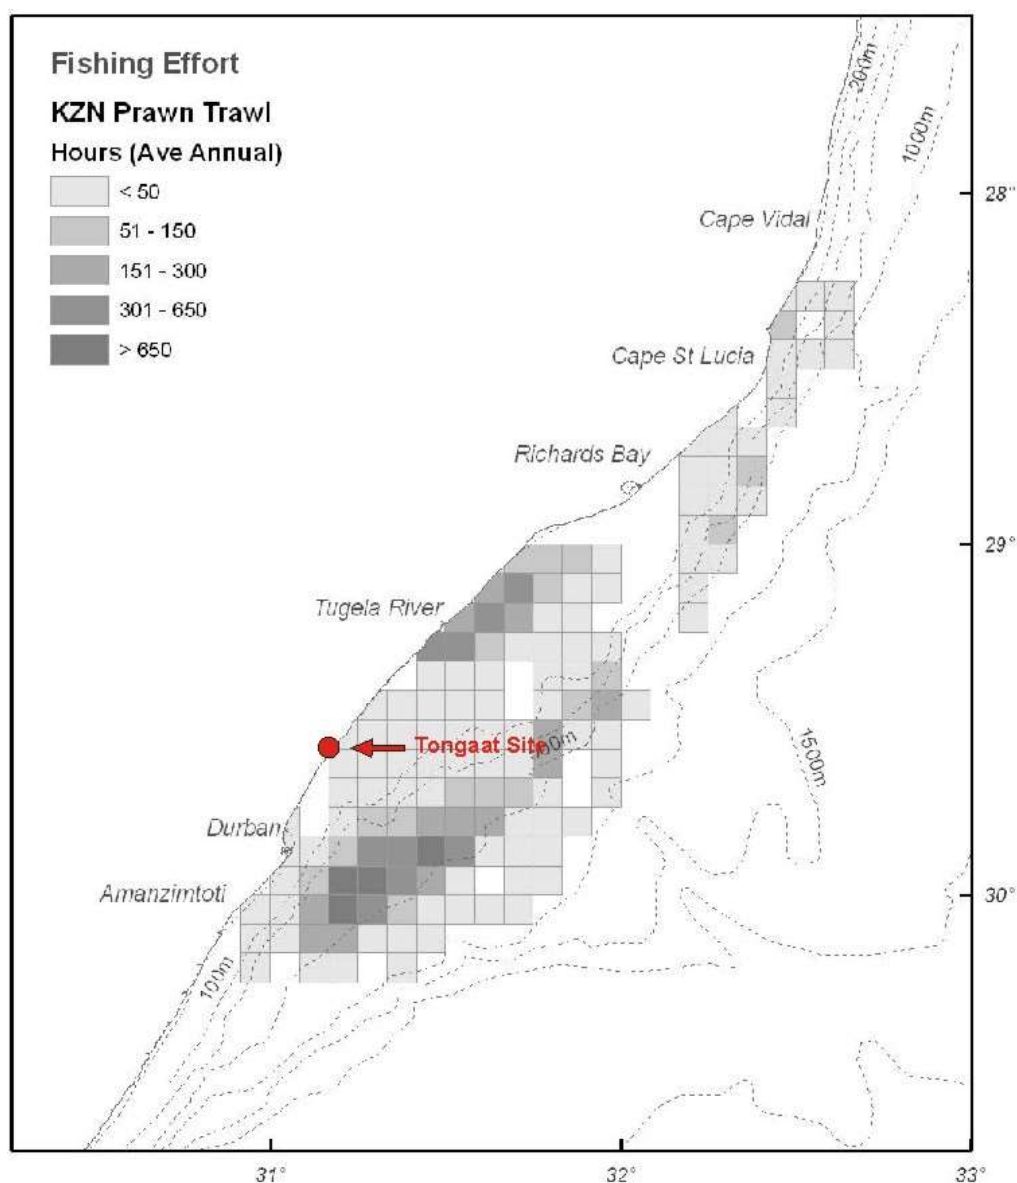 Fishing Effort
KZN Prawn Trawl
Hours (Ave Annual)
< 50
51 - 150
151 - 300
301 - 650
> 650
200m
1000m
28°
Cape Vidal
Cape St Lucia
Richards Bay
29°
Tugela River
Tongaat Site
1500m
Durban
Amanzimtoti
30°
100m
31°
32°
33°